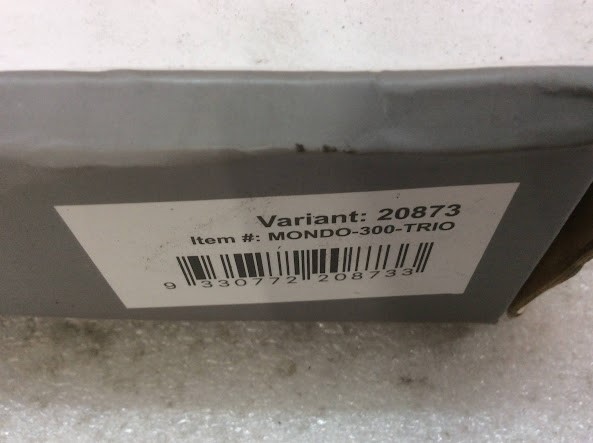 Variant: 20873
Item #: MONDO-300-TRIO
9 330772 208733